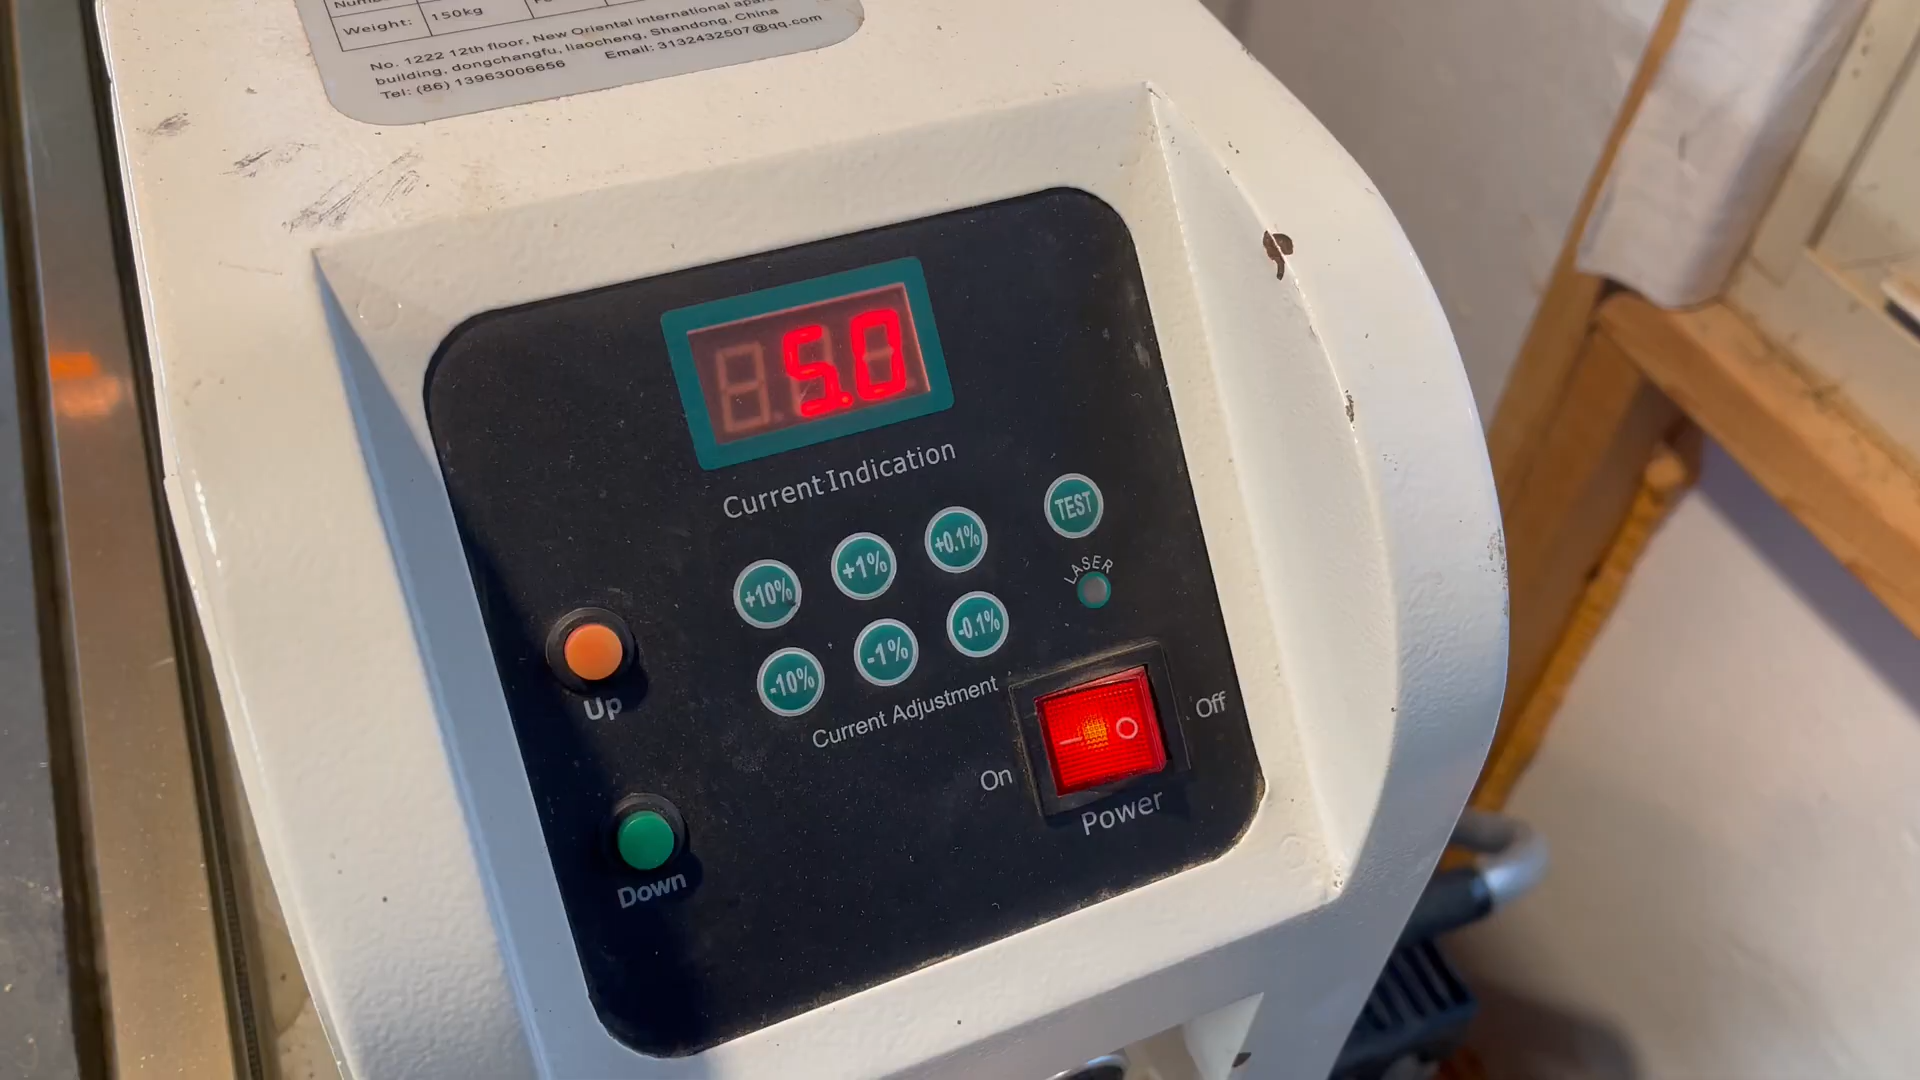 Weight: 150kg
No. 1222 12th floor, New Oriental international
building, dongchangfu, liaocheng, Shandong, China
Tel: (86) 13963006656 Email: 3132432507@qq.com
5.0
Current Indication
+10% +1% +0.1% TEST
LASER
-10% -1% -0.1%
Current Adjustment
Up
Off
On
Power
Down